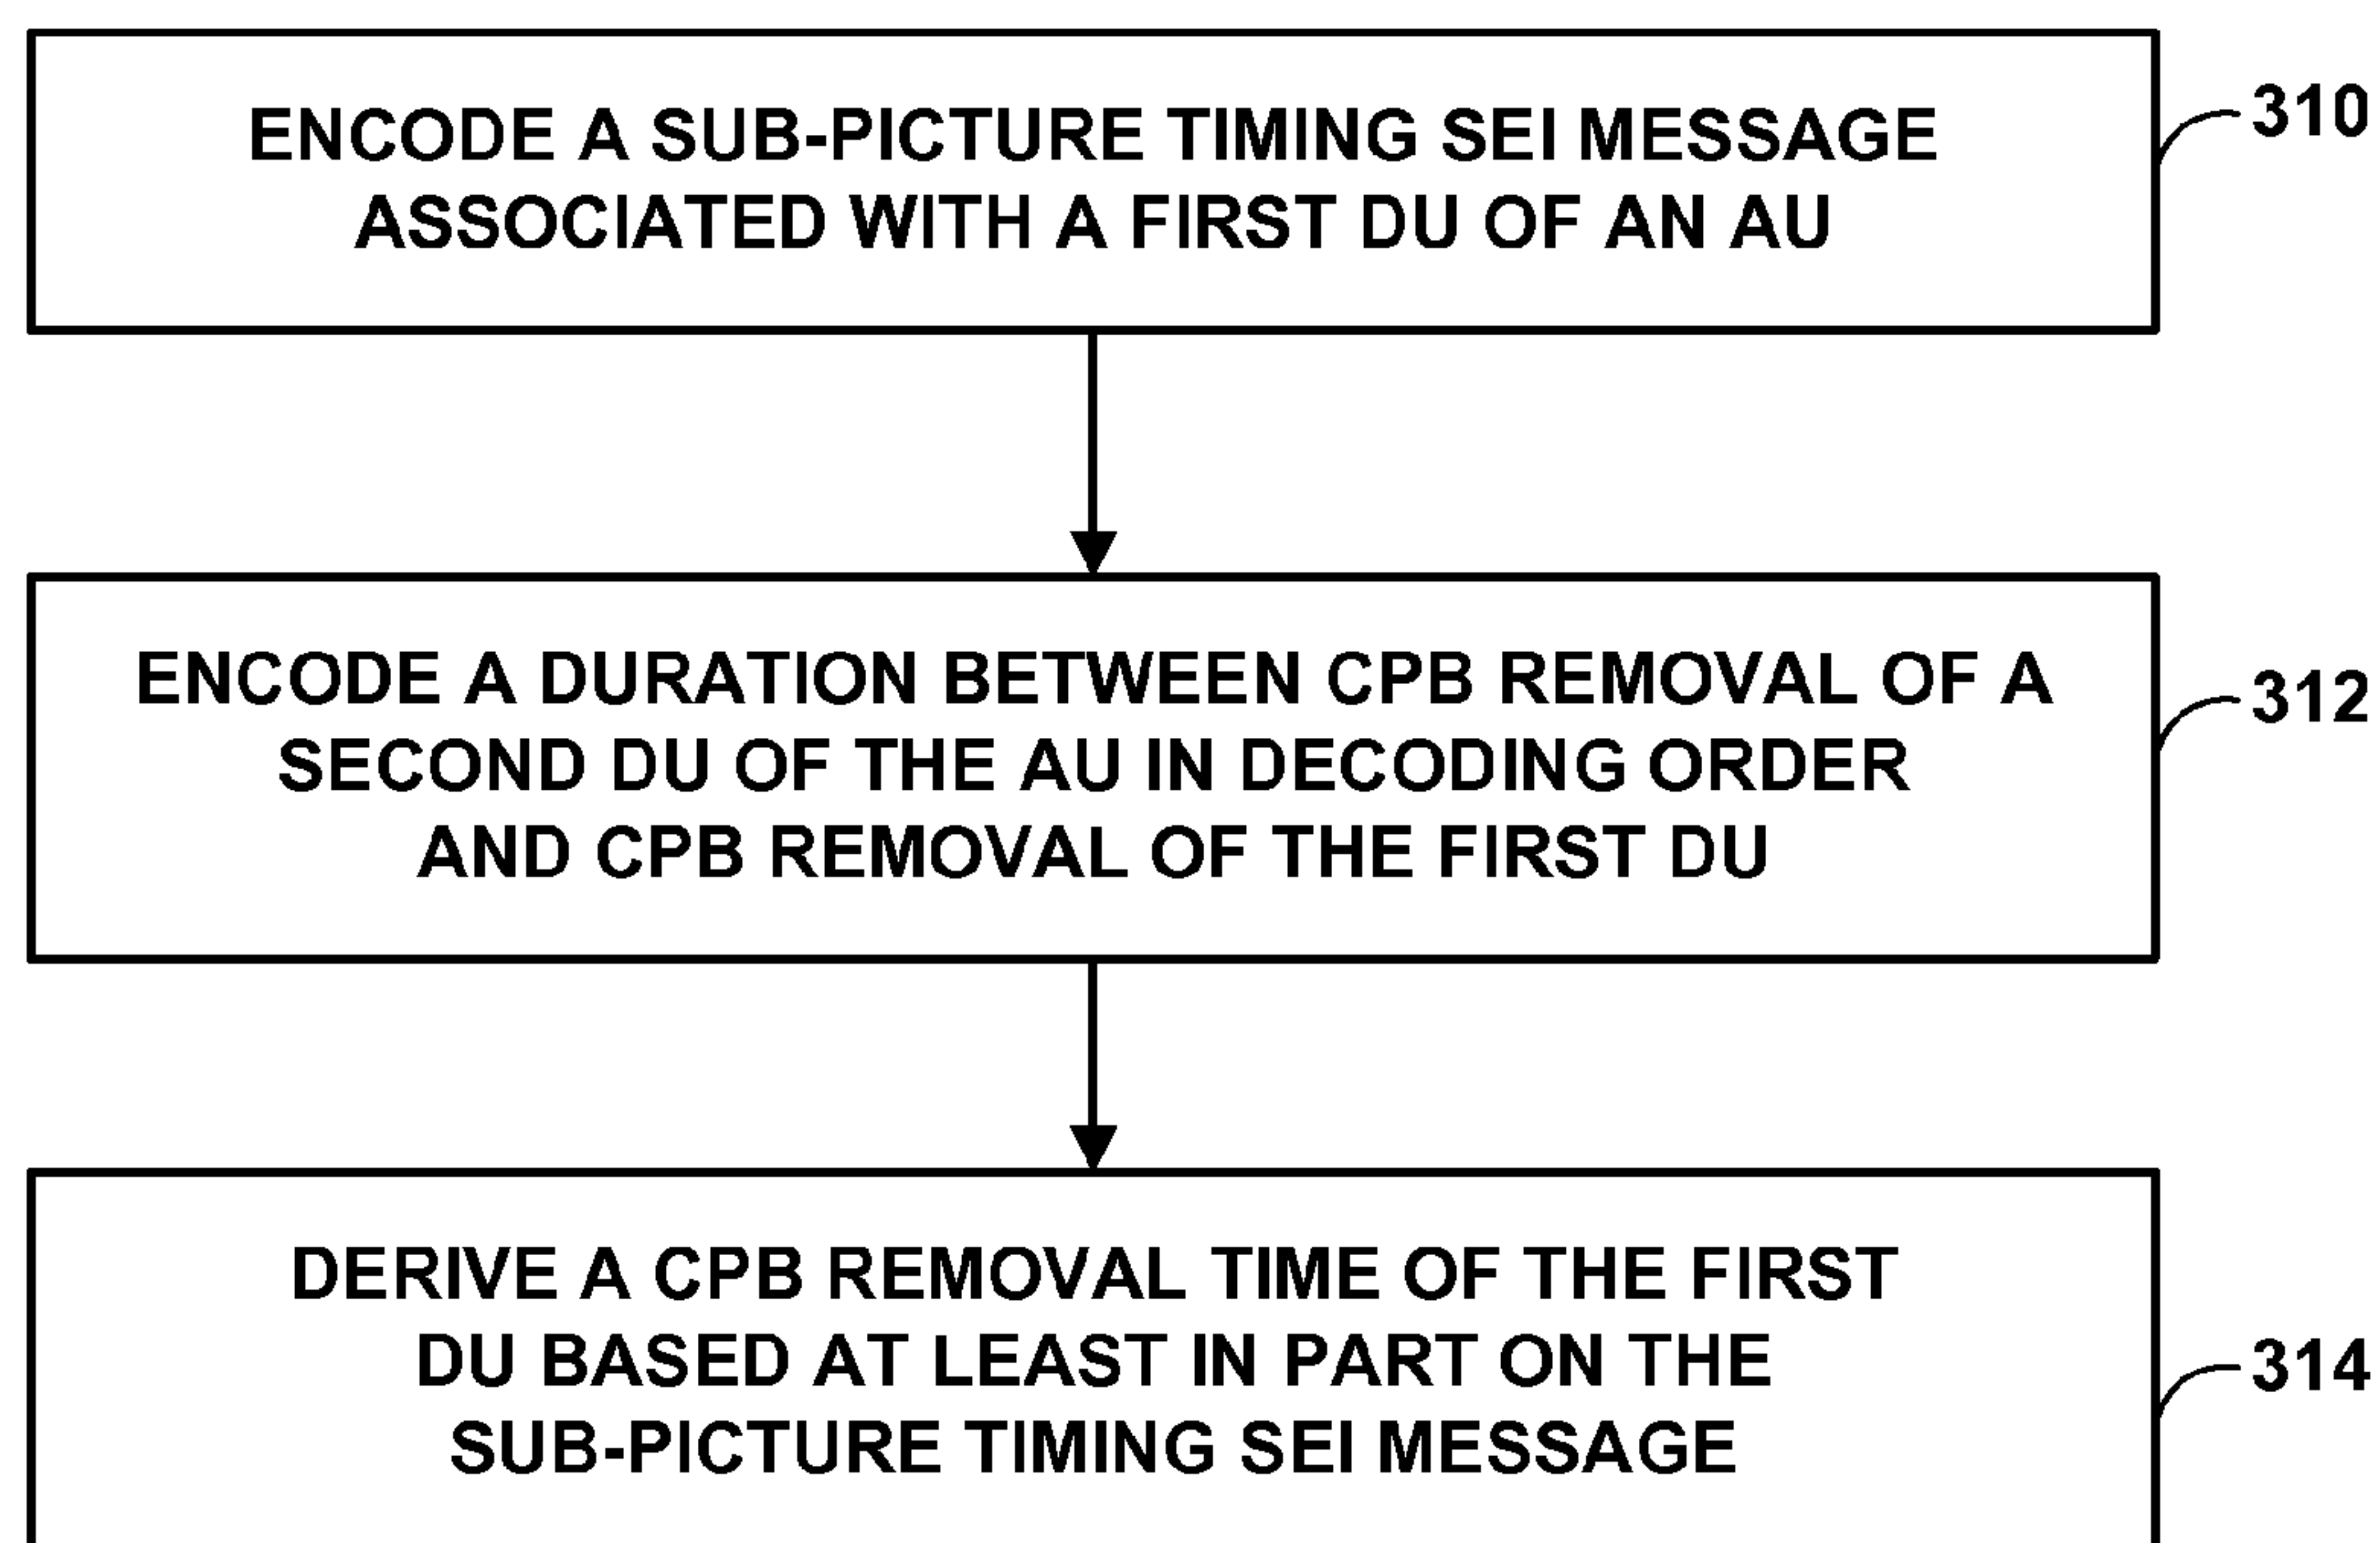 ENCODE A SUB-PICTURE TIMING SEI MESSAGE
ASSOCIATED WITH A FIRST DU OF AN AU
310
ENCODE A DURATION BETWEEN CPB REMOVAL OF A
SECOND DU OF THE AU IN DECODING ORDER
AND CPB REMOVAL OF THE FIRST DU
312
DERIVE A CPB REMOVAL TIME OF THE FIRST
DU BASED AT LEAST IN PART ON THE
SUB-PICTURE TIMING SEI MESSAGE
314